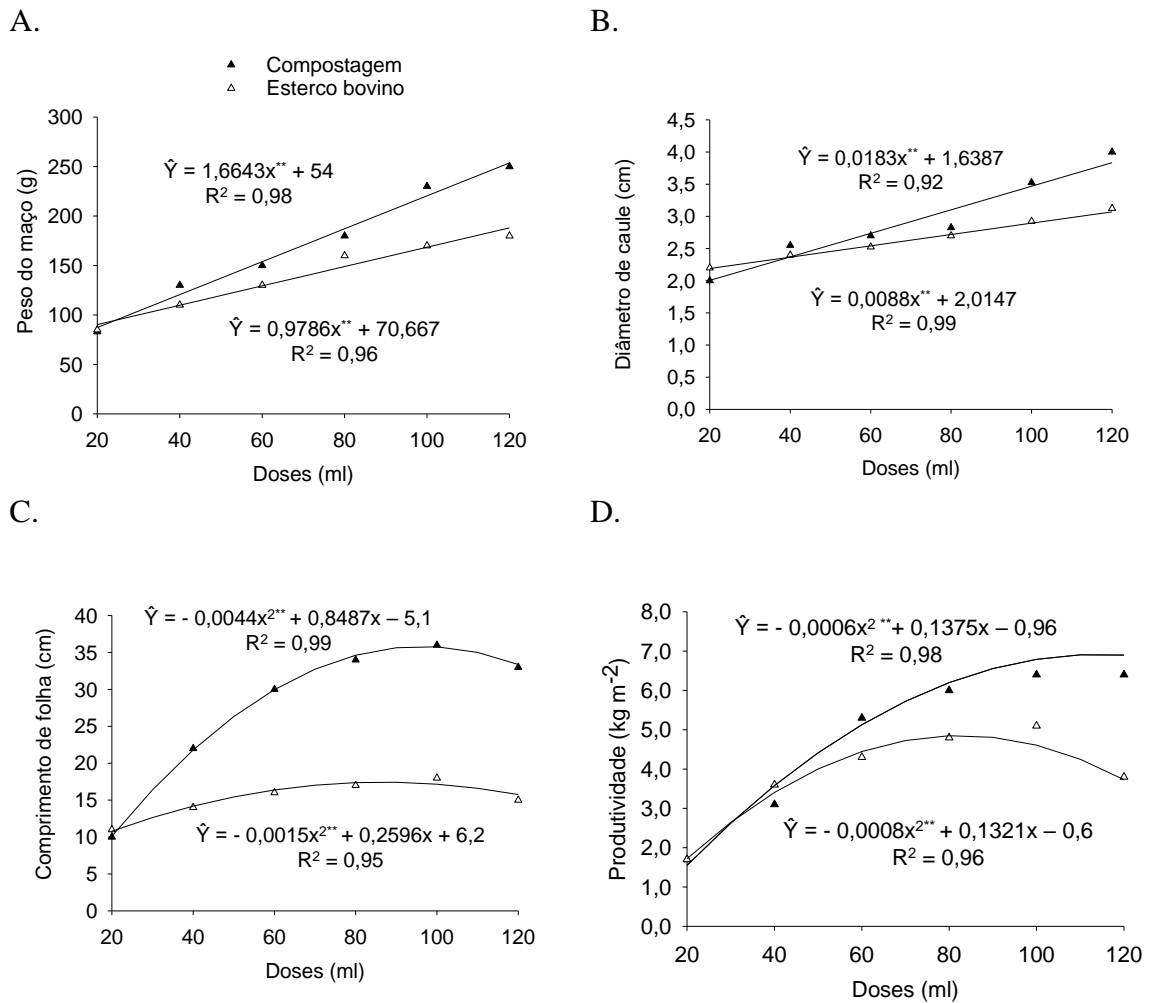 A.
Compostagem
Esterco bovino
Peso do maço (g)
300
250
200
150
100
50
0
Ŷ = 1,6643x** + 54
R² = 0,98
Ŷ = 0,9786x** + 70,667
R² = 0,96
20 40 60 80 100 120
Doses (ml)
B.
Diâmetro de caule (cm)
4,5
4,0
3,5
3,0
2,5
2,0
1,5
1,0
0,5
0,0
Ŷ = 0,0183x** + 1,6387
R² = 0,92
Ŷ = 0,0088x** + 2,0147
R² = 0,99
20 40 60 80 100 120
Doses (ml)
C.
Comprimento de folha (cm)
40
35
30
25
20
15
10
5
0
Ŷ = - 0,0044x²** + 0,8487x – 5,1
R² = 0,99
Ŷ = - 0,0015x²** + 0,2596x + 6,2
R² = 0,95
20 40 60 80 100 120
Doses (ml)
D.
Produtividade (kg m⁻²)
8,0
7,0
6,0
5,0
4,0
3,0
2,0
1,0
0,0
Ŷ = - 0,0006x² **+ 0,1375x – 0,96
R² = 0,98
Ŷ = - 0,0008x²** + 0,1321x – 0,6
R² = 0,96
20 40 60 80 100 120
Doses (ml)